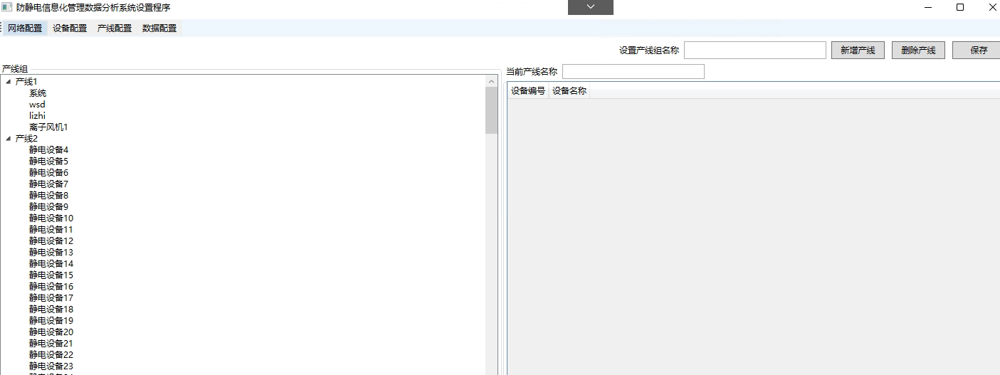 防静电信息化管理数据分析系统设置程序
网络配置 设备配置 产线配置 数据配置
设置产线组名称 新增产线 删除产线 保存
产线组
产线1
系统
wsd
lizhi
离子风机1
产线2
静电设备4
静电设备5
静电设备6
静电设备7
静电设备8
静电设备9
静电设备10
静电设备11
静电设备12
静电设备13
静电设备14
静电设备15
静电设备16
静电设备17
静电设备18
静电设备19
静电设备20
静电设备21
静电设备22
静电设备23
当前产线名称
设备编号 设备名称